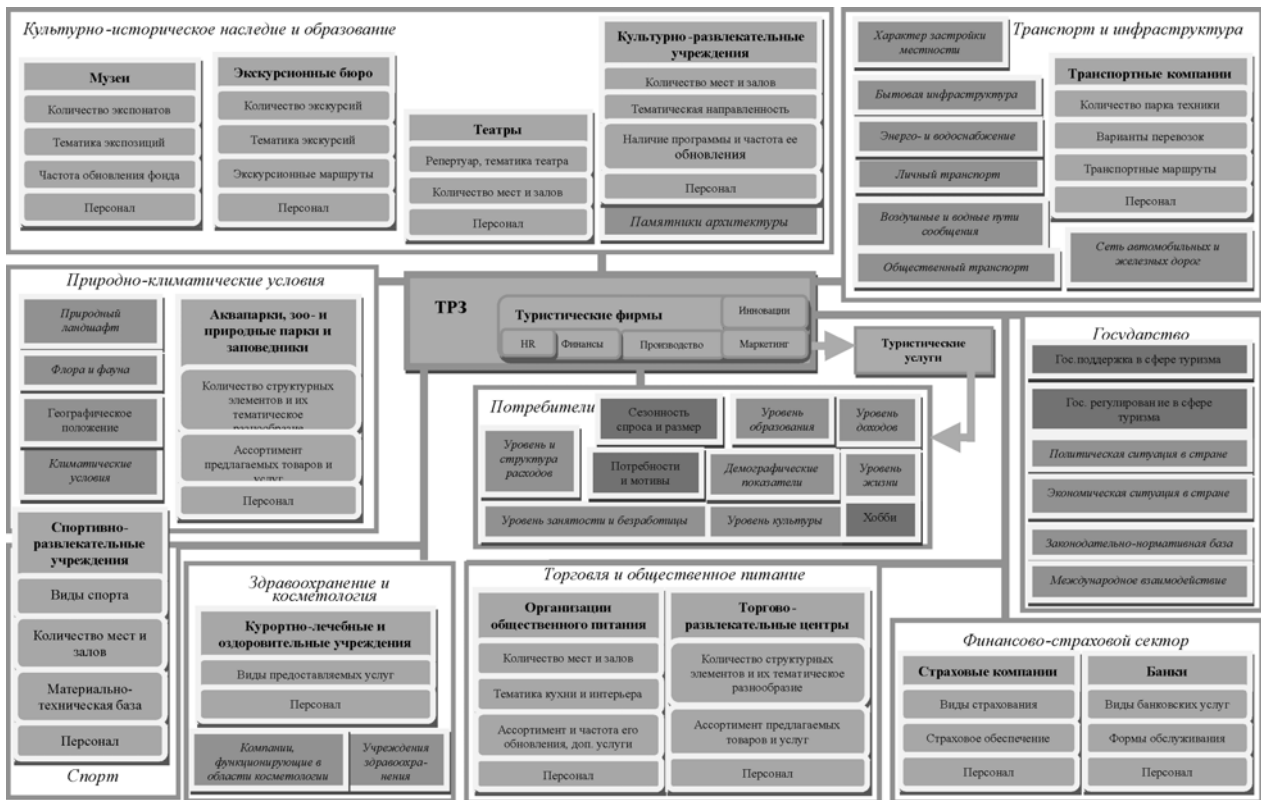 Культурно-историческое наследие и образование
Музеи
Количество экспонатов
Тематика экспозиций
Частота обновления фонда
Персонал
Экскурсионные бюро
Количество экскурсий
Тематика экскурсий
Экскурсионные маршруты
Персонал
Театры
Репертуар, тематика театра
Количество мест и залов
Персонал
Культурно-развлекательные
учреждения
Количество мест и залов
Тематическая направленность
Наличие программы и частота ее
обновления
Персонал
Памятники архитектуры
Транспорт и инфраструктура
Характер застройки
местности
Бытовая инфраструктура
Энерго- и водоснабжение
Личный транспорт
Воздушные и водные пути
сообщения
Общественный транспорт
Транспортные компании
Количество парка техники
Варианты перевозок
Транспортные маршруты
Персонал
Сеть автомобильных и
железных дорог
Природно-климатические условия
Природный
ландшафт
Флора и фауна
Географическое
положение
Климатические
условия
Аквапарки, зоо- и
природные парки и
заповедники
Количество структурных
элементов и их
тематическое
разнообразие
Ассортимент
предлагаемых товаров и
услуг
Персонал
ТРЗ
Туристические фирмы
Инновации
HR
Финансы
Производство
Маркетинг
Туристические
услуги
Потребители
Сезонность
спроса и размер
Уровень
образования
Уровень
доходов
Уровень и
структура
расходов
Потребности
и мотивы
Демографические
показатели
Уровень
жизни
Уровень занятости и безработицы
Уровень культуры
Хобби
Государство
Гос.поддержка в сфере туризма
Гос. регулирование в сфере
туризма
Политическая ситуация в стране
Экономическая ситуация в стране
Законодательно-нормативная база
Международное взаимодействие
Спортивно-
развлекательные
учреждения
Виды спорта
Количество мест и
залов
Материально-
техническая база
Персонал
Спорт
Здравоохранение и
косметология
Курортно-лечебные и
оздоровительные учреждения
Виды предоставляемых услуг
Персонал
Компании,
функционирующие в
области косметологии
Учреждения
здравоохра-
нения
Торговля и общественное питание
Организации
общественного питания
Количество мест и залов
Тематика кухни и интерьера
Ассортимент и частота его
обновления, доп. услуги
Персонал
Торгово-
развлекательные центры
Количество структурных
элементов и их тематическое
разнообразие
Ассортимент предлагаемых
товаров и услуг
Персонал
Финансово-страховой сектор
Страховые компании
Виды страхования
Страховое обеспечение
Персонал
Банки
Виды банковских услуг
Формы обслуживания
Персонал